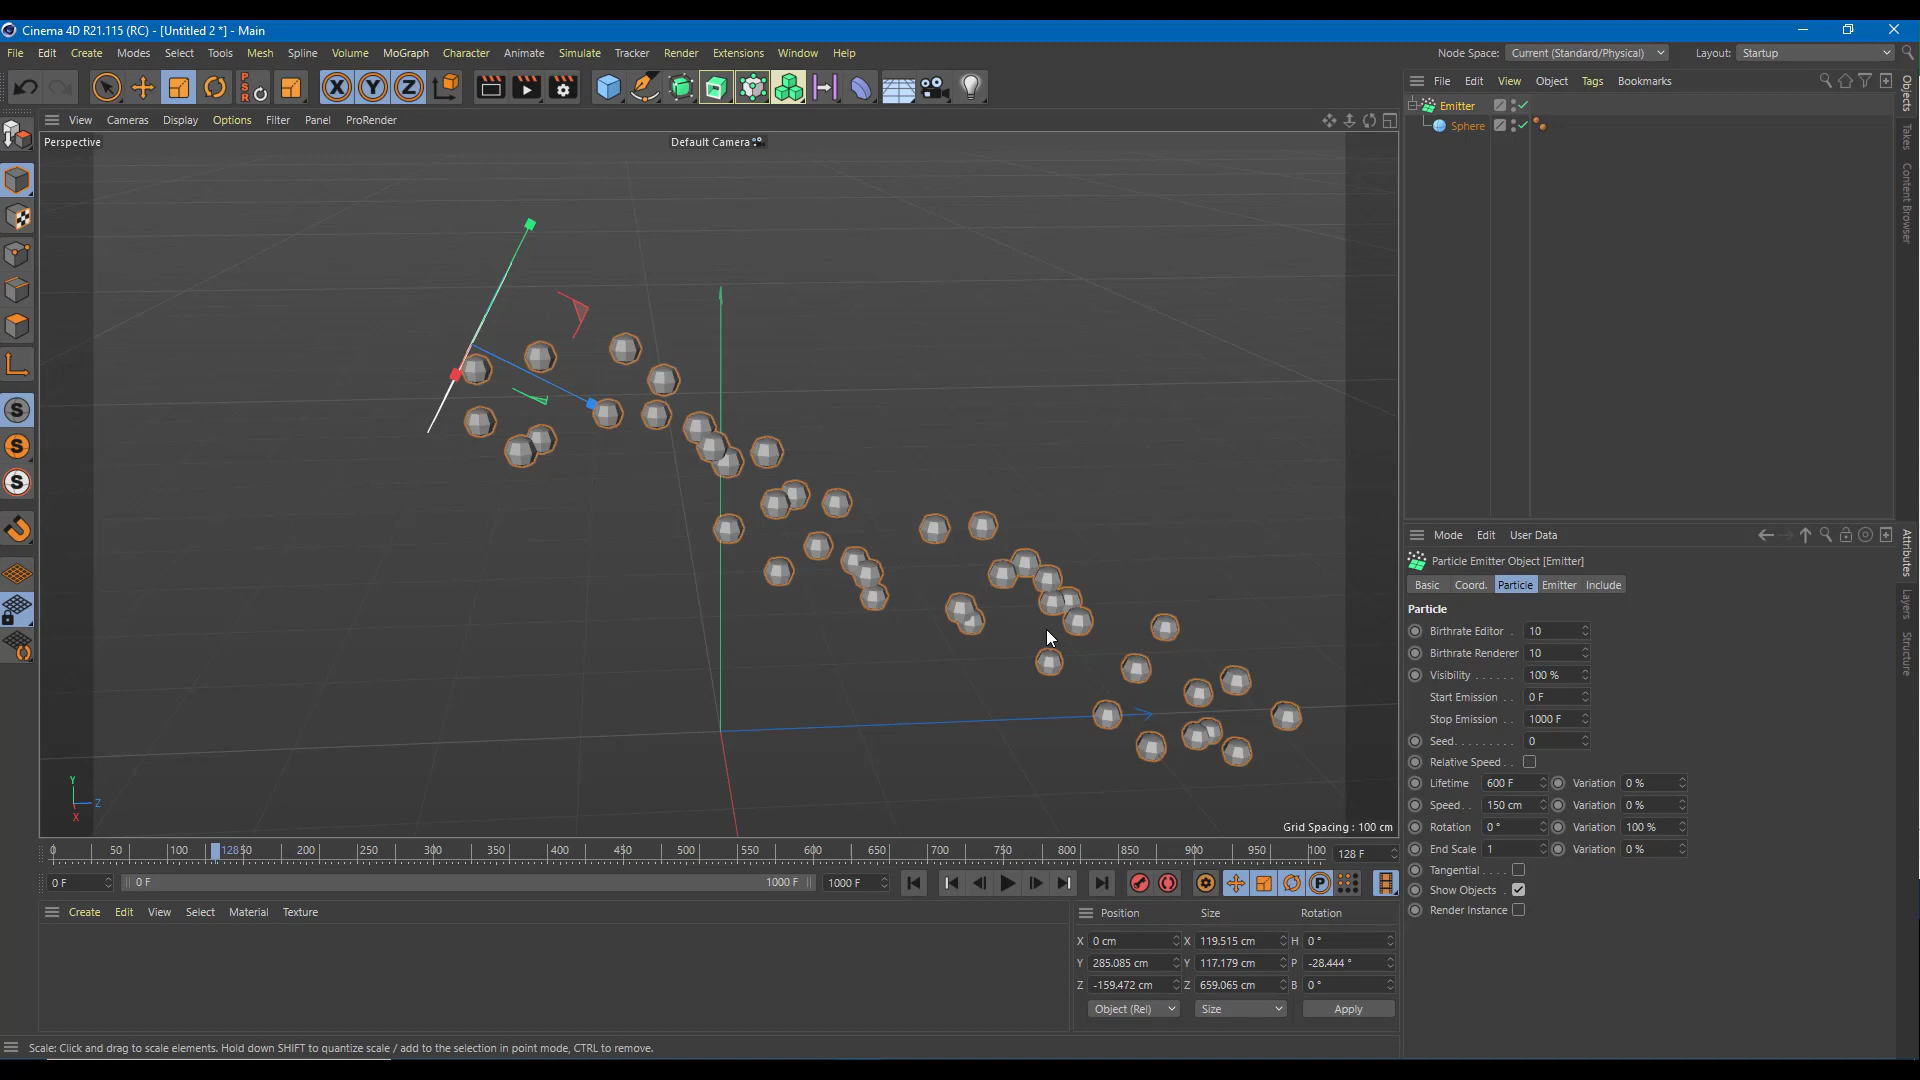 Cinema 4D R21.115 (RC) - [Untitled 2 *] - Main
File Edit Create Modes Select Tools Mesh Spline Volume MoGraph Character Animate Simulate Tracker Render Extensions Window Help
Node Space: Current (Standard/Physical) Layout: Startup
X Y Z
PSR
View Cameras Display Options Filter Panel ProRender
File Edit View Object Tags Bookmarks
Perspective
Default Camera
Emitter
Sphere
Objects
Takes
Content Browser
S
S
S
Y
Z
X
Grid Spacing : 100 cm
Mode Edit User Data
Particle Emitter Object [Emitter]
Basic Coord. Particle Emitter Include
Particle
Birthrate Editor . 10
Birthrate Renderer 10
Visibility . . . . . . 100 %
Start Emission . . 0 F
Stop Emission . . 1000 F
Seed. . . . . . . . . 0
Relative Speed . .
Lifetime 600 F Variation 0 %
Speed. . 150 cm Variation 0 %
Rotation 0 ° Variation 100 %
End Scale 1 Variation 0 %
Tangential . . . .
Show Objects .
Render Instance
Attributes
Layers
Structure
0 50 100 128 50 200 250 300 350 400 450 500 550 600 650 700 750 800 850 900 950 100 128 F
0 F 0 F 1000 F 1000 F
P
Create Edit View Select Material Texture
Position Size Rotation
X 0 cm X 119.515 cm H 0 °
Y 285.085 cm Y 117.179 cm P -28.444 °
Z -159.472 cm Z 659.065 cm B 0 °
Object (Rel) Size Apply
Scale: Click and drag to scale elements. Hold down SHIFT to quantize scale / add to the selection in point mode, CTRL to remove.